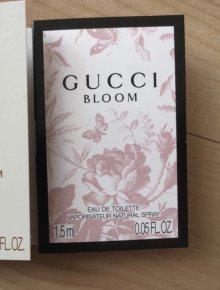 GUCCI
BLOOM
EAU DE TOILETTE
VAPORISATEUR NATURAL SPRAY
1.5 ml 0.05 FL.OZ
FL.OZ